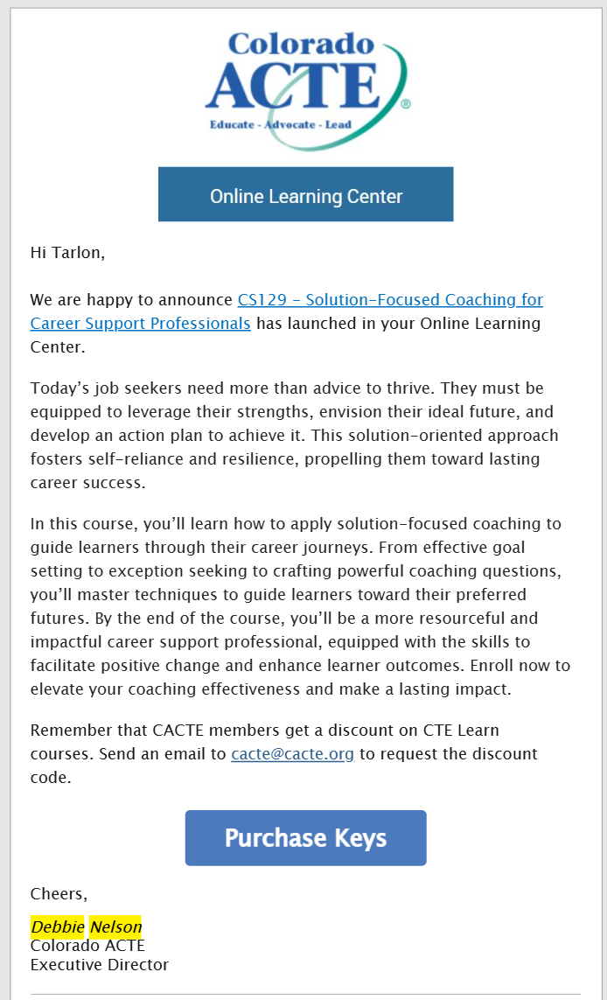 Colorado
ACTE
®
Educate - Advocate - Lead
Online Learning Center
Hi Tarlon,
We are happy to announce CS129 – Solution–Focused Coaching for
Career Support Professionals has launched in your Online Learning
Center.
Today’s job seekers need more than advice to thrive. They must be
equipped to leverage their strengths, envision their ideal future, and
develop an action plan to achieve it. This solution–oriented approach
fosters self–reliance and resilience, propelling them toward lasting
career success.
In this course, you’ll learn how to apply solution–focused coaching to
guide learners through their career journeys. From effective goal
setting to exception seeking to crafting powerful coaching questions,
you’ll master techniques to guide learners toward their preferred
futures. By the end of the course, you’ll be a more resourceful and
impactful career support professional, equipped with the skills to
facilitate positive change and enhance learner outcomes. Enroll now to
elevate your coaching effectiveness and make a lasting impact.
Remember that CACTE members get a discount on CTE Learn
courses. Send an email to cacte@cacte.org to request the discount
code.
Purchase Keys
Cheers,
Debbie Nelson
Colorado ACTE
Executive Director